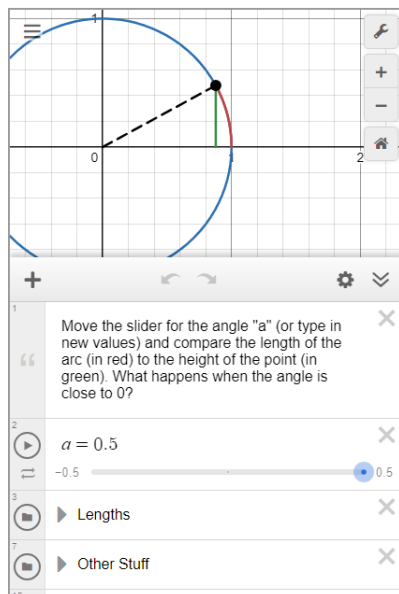 1
0
1
2
1
Move the slider for the angle "a" (or type in
new values) and compare the length of the
arc (in red) to the height of the point (in
green). What happens when the angle is
close to 0?
2
a = 0.5
-0.5
0.5
3
Lengths
7
Other Stuff